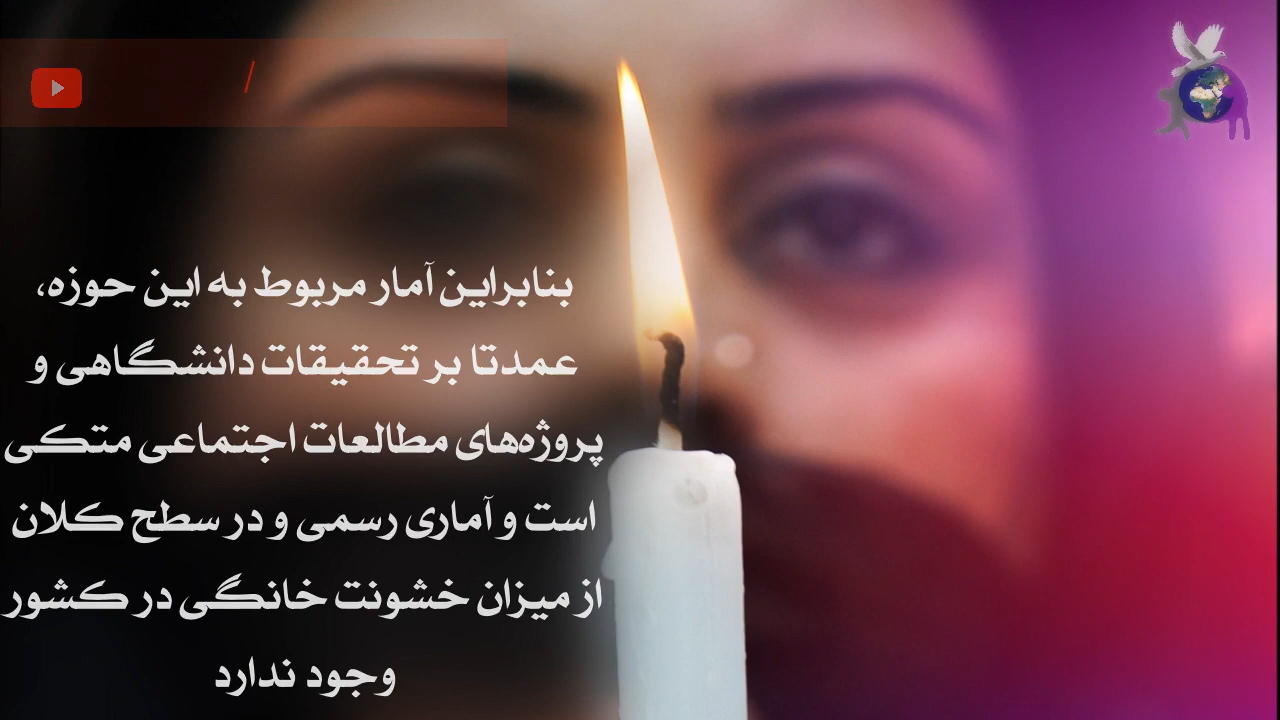 بنابراین آمار مربوط به این حوزه،
عمدتا بر تحقیقات دانشگاهی و
پروژه‌های مطالعات اجتماعی متکی
است و آماری رسمی و در سطح کلان
از میزان خشونت خانگی در کشور
وجود ندارد